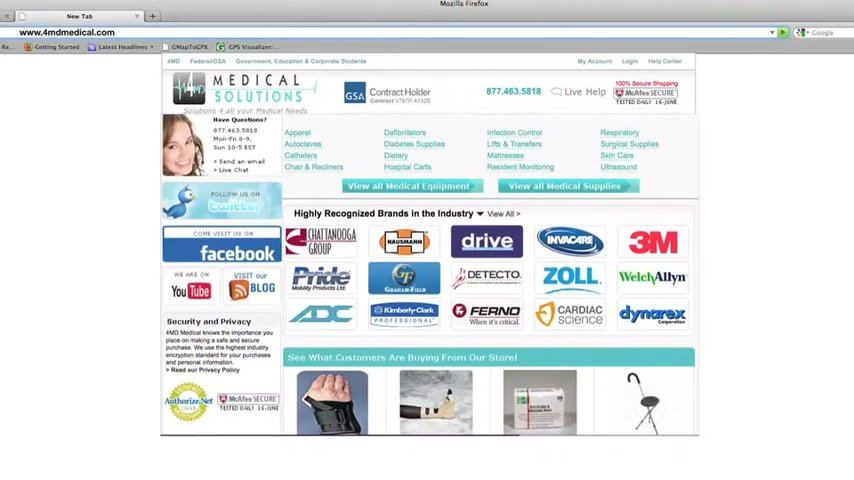 Mozilla Firefox
New Tab
www.4mdmedical.com
Google
Re...
Getting Started
Latest Headlines
GMapToGPX
GPS Visualizer: ...
4MD
Federal/GSA
Government, Education & Corporate Students
My Account
Login
Help Center
4MD
MEDICAL
SOLUTIONS
Solutions 4 all your Medical Needs
GSA
Contract Holder
Contract V797P-4132B
877.463.5818
Live Help
100% Secure Shopping
McAfee SECURE
TESTED DAILY 16-JUNE
Have Questions?
877.463.5818
Mon-Fri 8-9,
Sun 10-5 EST
> Send an email
> Live Chat
Apparel
Defibrillators
Infection Control
Respiratory
Autoclaves
Diabetes Supplies
Lifts & Transfers
Surgical Supplies
Catheters
Dietary
Mattresses
Skin Care
Chair & Recliners
Hospital Carts
Resident Monitoring
Ultrasound
View all Medical Equipment
View all Medical Supplies
FOLLOW US ON
twitter
COME VISIT US ON
facebook
WE ARE ON
YouTube
VISIT our
BLOG
Highly Recognized Brands in the Industry
View All >
CHATTANOOGA
GROUP
HAUSMANN
drive
INVACARE
3M
Pride
Mobility Products Ltd.
GF
GRAHAM-FIELD
DETECTO
ZOLL
WelchAllyn
ADC
Kimberly-Clark
PROFESSIONAL
FERNO
When it's critical.
CARDIAC
SCIENCE
dynarex
Corporation
Security and Privacy
4MD Medical knows the importance you
place on making a safe and secure
purchase. We use the highest industry
encryption standard for your purchases
and personal information.
> Read our Privacy Policy
Authorize.Net
Click
McAfee SECURE
TESTED DAILY 16-JUNE
See What Customers Are Buying From Our Store!